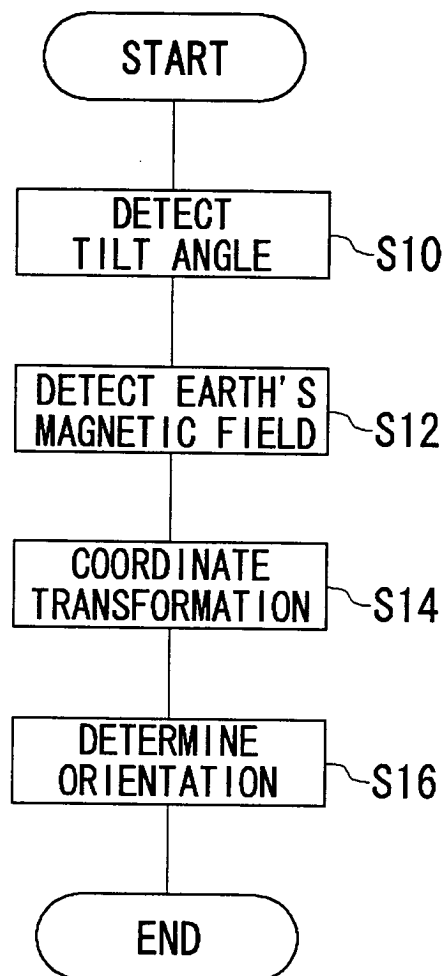 START
DETECT
TILT ANGLE
S10
DETECT EARTH'S
MAGNETIC FIELD
S12
COORDINATE
TRANSFORMATION
S14
DETERMINE
ORIENTATION
S16
END